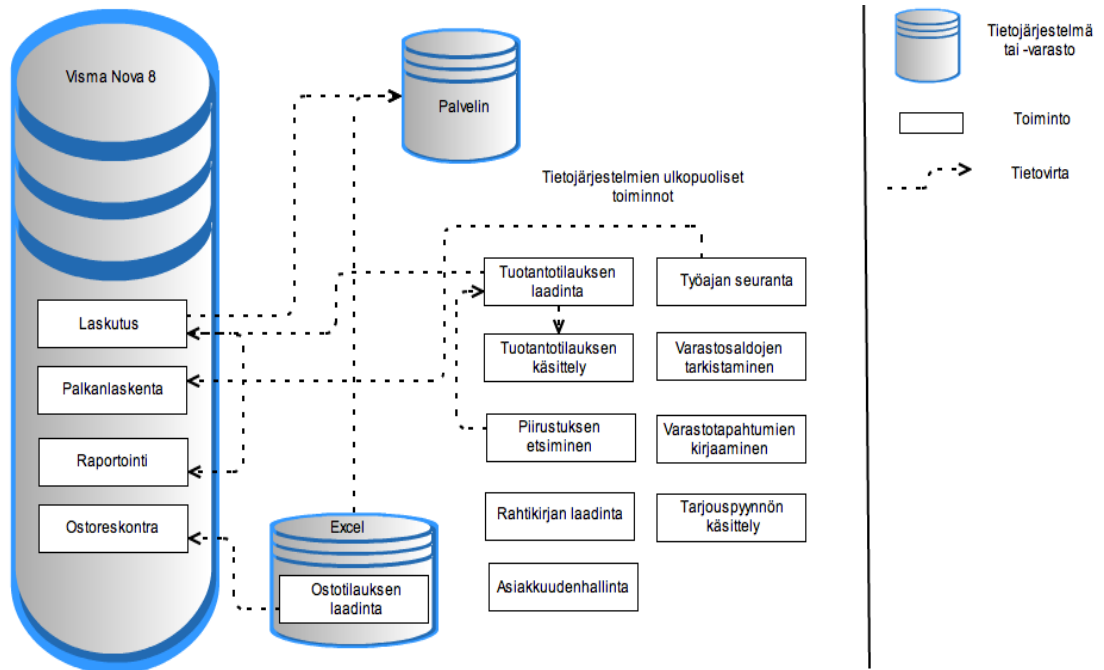 Visma Nova 8
Laskutus
Palkanlaskenta
Raportointi
Ostoreskontra
Palvelin
Excel
Ostotilauksen
laadinta
Tietojärjestelmien ulkopuoliset
toiminnot
Tuotantotilauksen
laadinta
Työajan seuranta
Tuotantotilauksen
käsittely
Varastosaldojen
tarkistaminen
Piirustuksen
etsiminen
Varastotapahtumien
kirjaaminen
Rahtikirjan laadinta
Tarjouspyynnön
käsittely
Asiakkuudenhallinta
Tietojärjestelmä
tai -varasto
Toiminto
Tietovirta